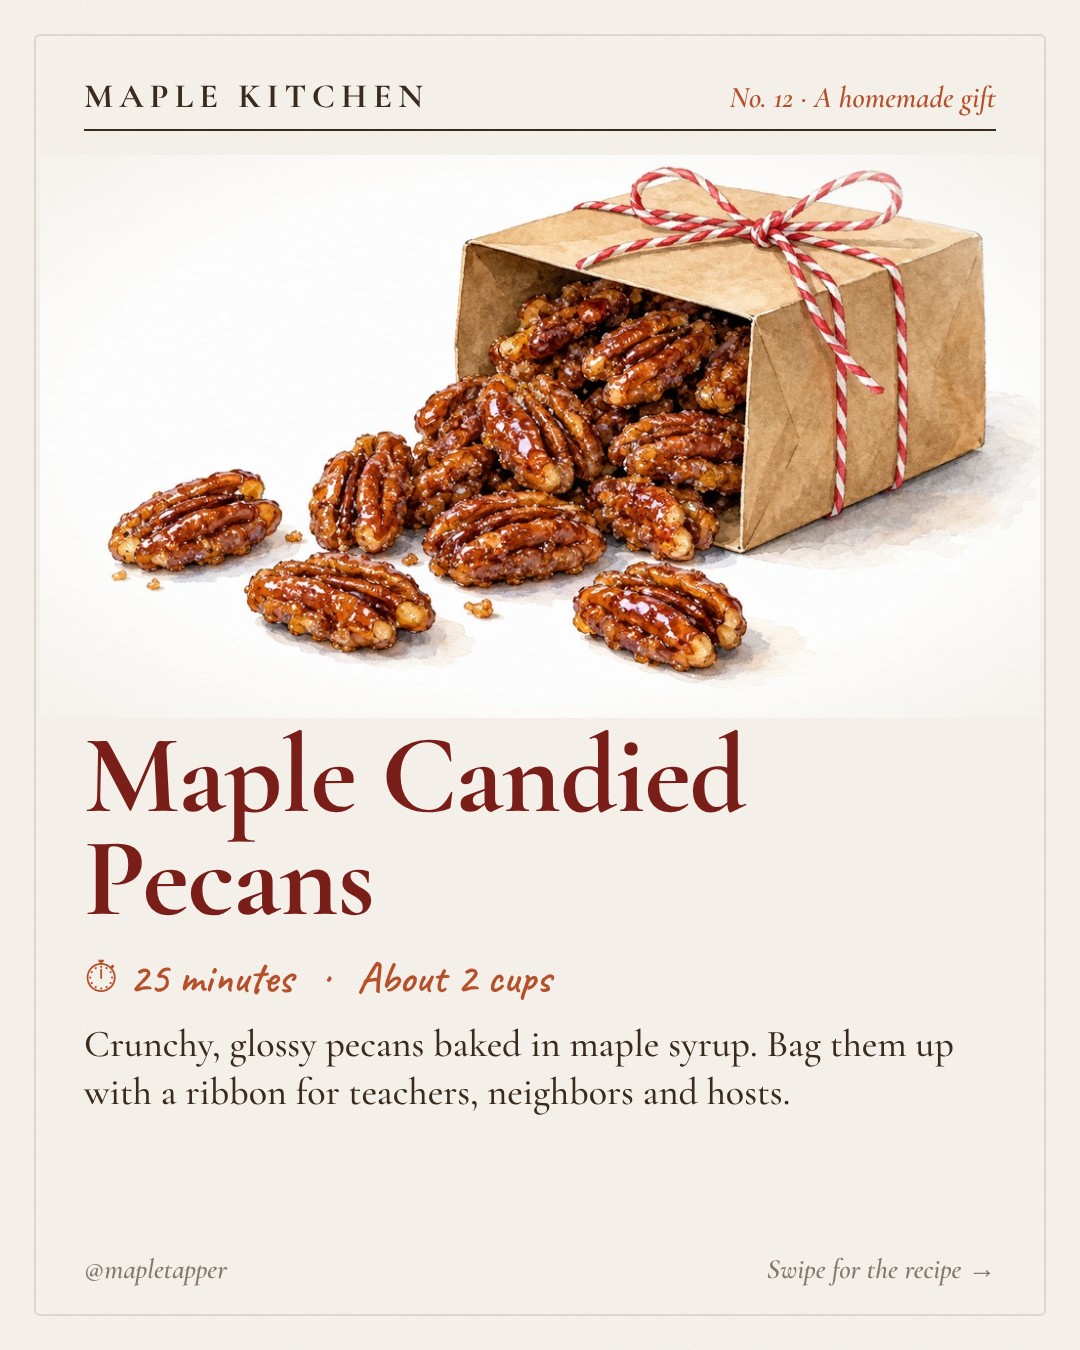 MAPLE KITCHEN
No. 12 · A homemade gift
Maple Candied
Pecans
⏱ 25 minutes · About 2 cups
Crunchy, glossy pecans baked in maple syrup. Bag them up
with a ribbon for teachers, neighbors and hosts.
@mapletapper
Swipe for the recipe →